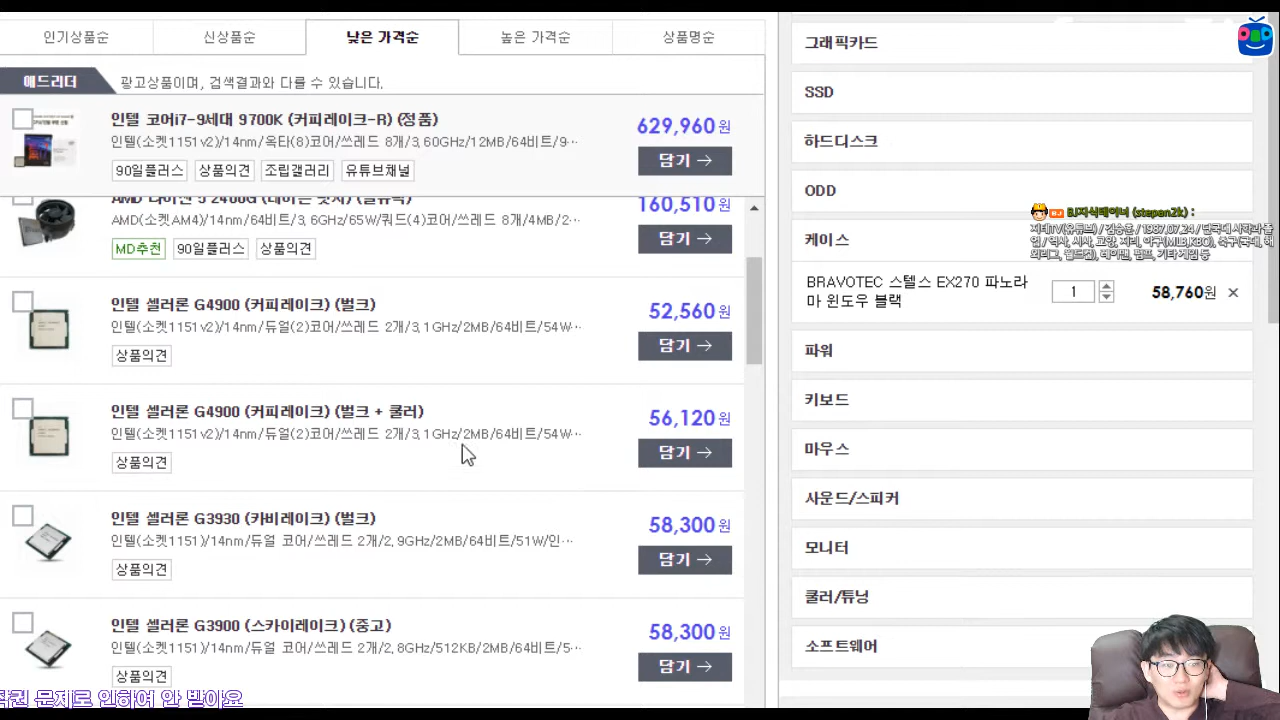 인기상품순
신상품순
낮은 가격순
높은 가격순
상품명순
애드리더
광고상품이며, 검색결과와 다를 수 있습니다.
인텔 코어i7-9세대 9700K (커피레이크-R) (정품)
629,960원
인텔(소켓1151v2)/14nm/옥타(8)코어/쓰레드 8개/3,60GHz/12MB/64비트/9…
담기 →
90일플러스
상품의견
조립갤러리
유튜브채널
160,510원
AMD(소켓AM4)/14nm/64비트/3,6GHz/65W/쿼드(4)코어/쓰레드 8개/4MB/2…
담기 →
MD추천
90일플러스
상품의견
인텔 셀러론 G4900 (커피레이크) (벌크)
52,560원
인텔(소켓1151v2)/14nm/듀얼(2)코어/쓰레드 2개/3,1GHz/2MB/64비트/54W…
담기 →
상품의견
인텔 셀러론 G4900 (커피레이크) (벌크 + 쿨러)
56,120원
인텔(소켓1151v2)/14nm/듀얼(2)코어/쓰레드 2개/3,1GHz/2MB/64비트/54W…
담기 →
상품의견
인텔 셀러론 G3930 (카비레이크) (벌크)
58,300원
인텔(소켓1151)/14nm/듀얼 코어/쓰레드 2개/2,9GHz/2MB/64비트/51W/인…
담기 →
상품의견
인텔 셀러론 G3900 (스카이레이크) (중고)
58,300원
인텔(소켓1151)/14nm/듀얼 코어/쓰레드 2개/2,8GHz/512KB/2MB/64비트/5…
담기 →
상품의견
문제로 인하여 안 받아요
그래픽카드
SSD
하드디스크
ODD
케이스
BJ지식테이너 (stepen2k) :
BRAVOTEC 스텔스 EX270 파노라
마 윈도우 블랙
1
58,760원 ×
파워
키보드
마우스
사운드/스피커
모니터
쿨러/튜닝
소프트웨어